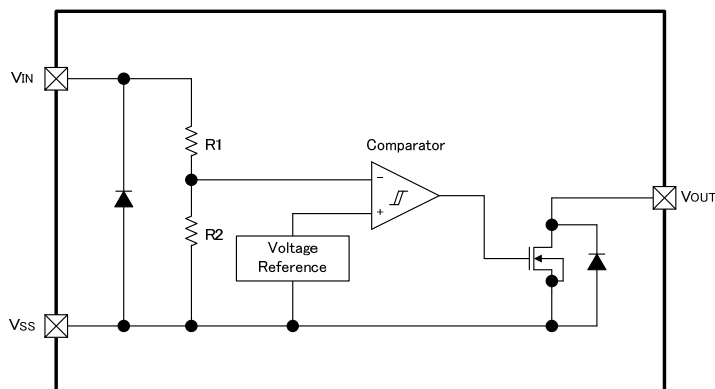 VIN
R1
Comparator
−
+
R2
Voltage
Reference
VOUT
VSS